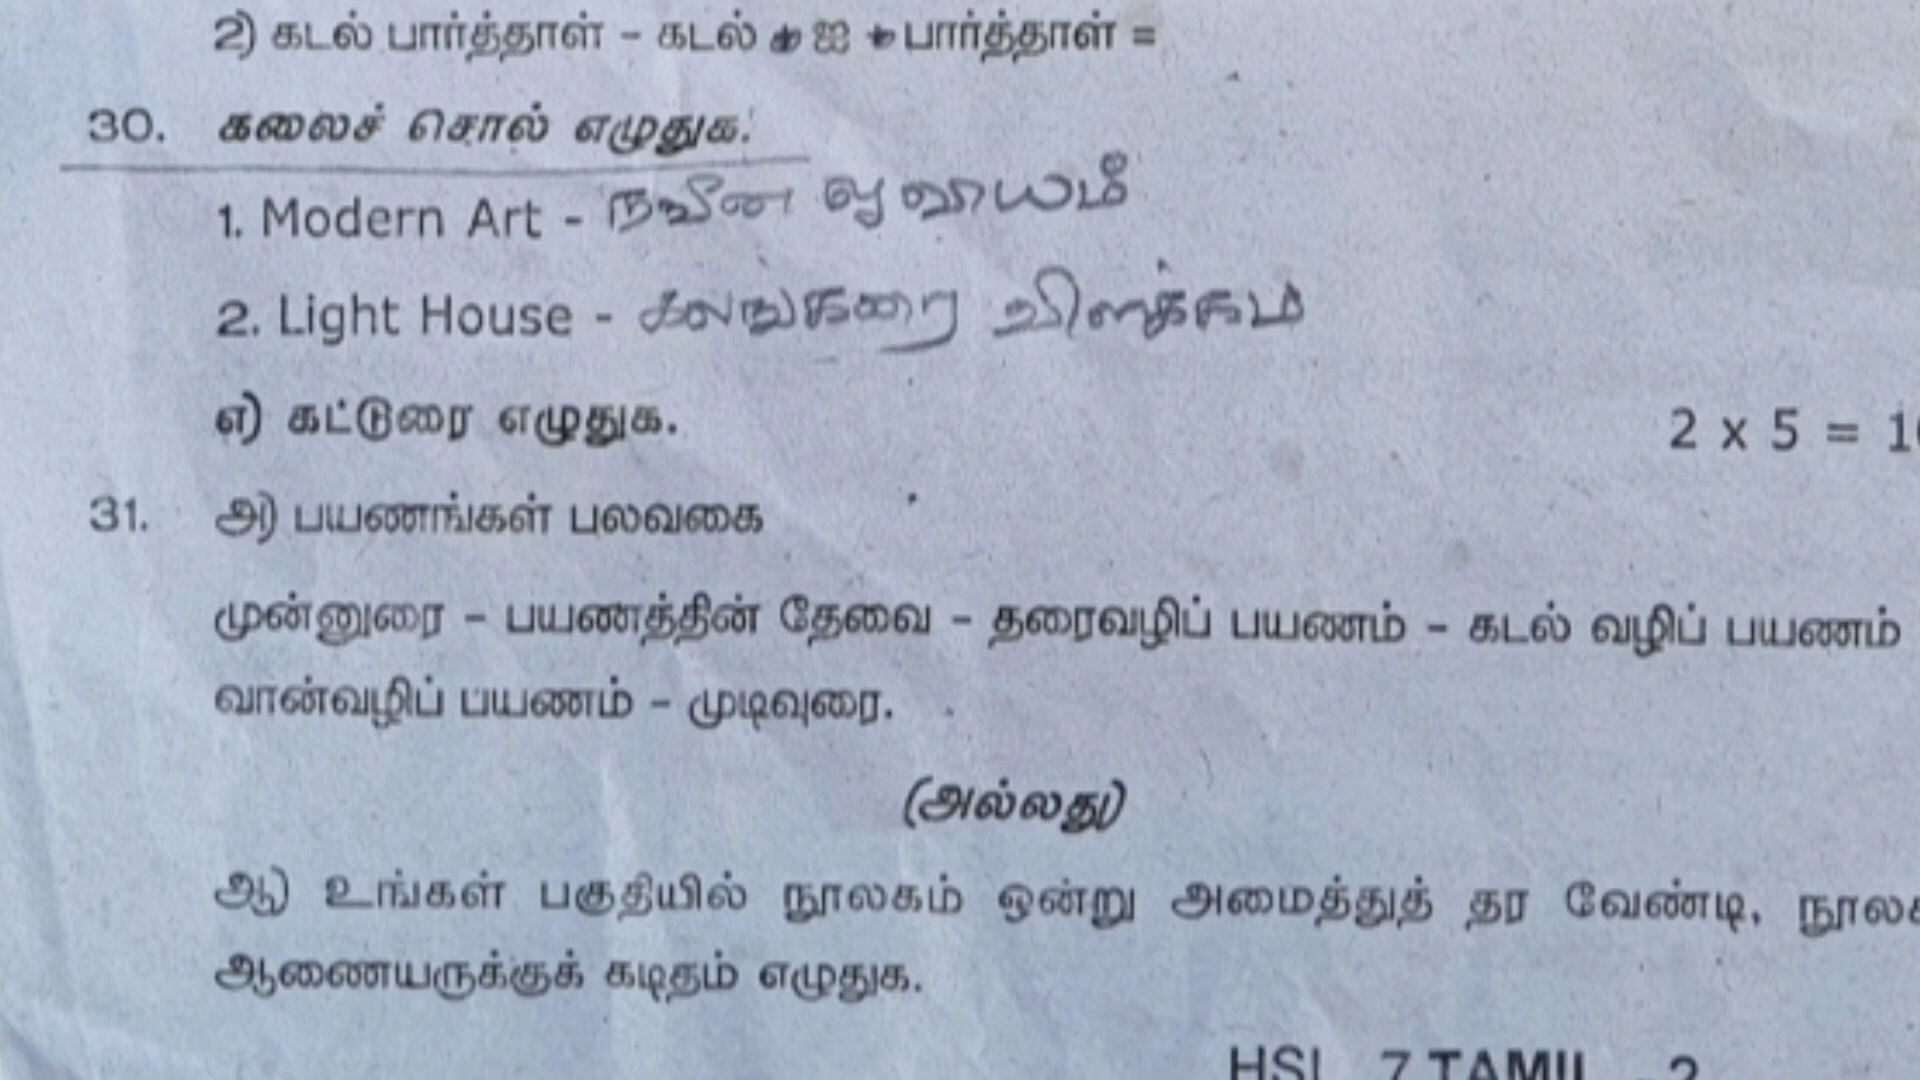 2) கடல் பார்த்தாள் – கடல் + ஐ + பார்த்தாள் =
30. கலைச் சொல் எழுதுக.
1. Modern Art - நவீன ஓவியம்
2. Light House - கலங்கரை விளக்கம்
எ) கட்டுரை எழுதுக. 2 x 5 = 10
31. அ) பயணங்கள் பலவகை
முன்னுரை – பயணத்தின் தேவை – தரைவழிப் பயணம் – கடல் வழிப் பயணம்
வான்வழிப் பயணம் – முடிவுரை.
(அல்லது)
ஆ) உங்கள் பகுதியில் நூலகம் ஒன்று அமைத்துத் தர வேண்டி, நூலக
ஆணையருக்குக் கடிதம் எழுதுக.
HSL 7 TAMIL - 2